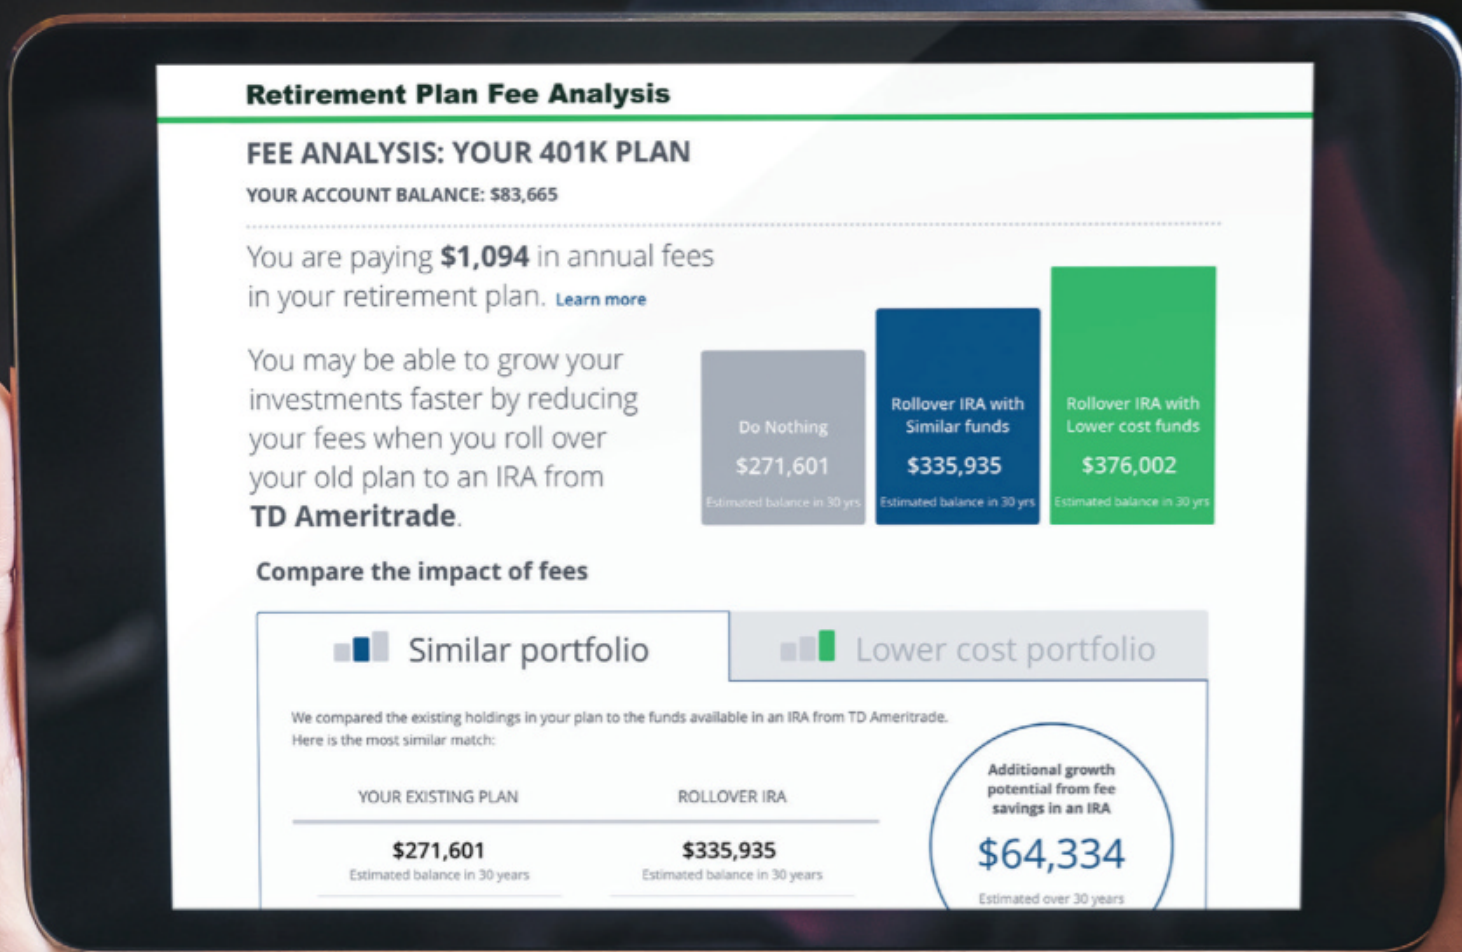 Retirement Plan Fee Analysis
FEE ANALYSIS: YOUR 401K PLAN
YOUR ACCOUNT BALANCE: $83,665
You are paying $1,094 in annual fees
in your retirement plan. Learn more
You may be able to grow your
investments faster by reducing
your fees when you roll over
your old plan to an IRA from
TD Ameritrade.
Do Nothing
$271,601
Estimated balance in 30 yrs
Rollover IRA with
Similar funds
$335,935
Estimated balance in 30 yrs
Rollover IRA with
Lower cost funds
$376,002
Estimated balance in 30 yrs
Compare the impact of fees
Similar portfolio
Lower cost portfolio
We compared the existing holdings in your plan to the funds available in an IRA from TD Ameritrade.
Here is the most similar match:
YOUR EXISTING PLAN
ROLLOVER IRA
$271,601
$335,935
Estimated balance in 30 years
Estimated balance in 30 years
Additional growth
potential from fee
savings in an IRA
$64,334
Estimated over 30 years